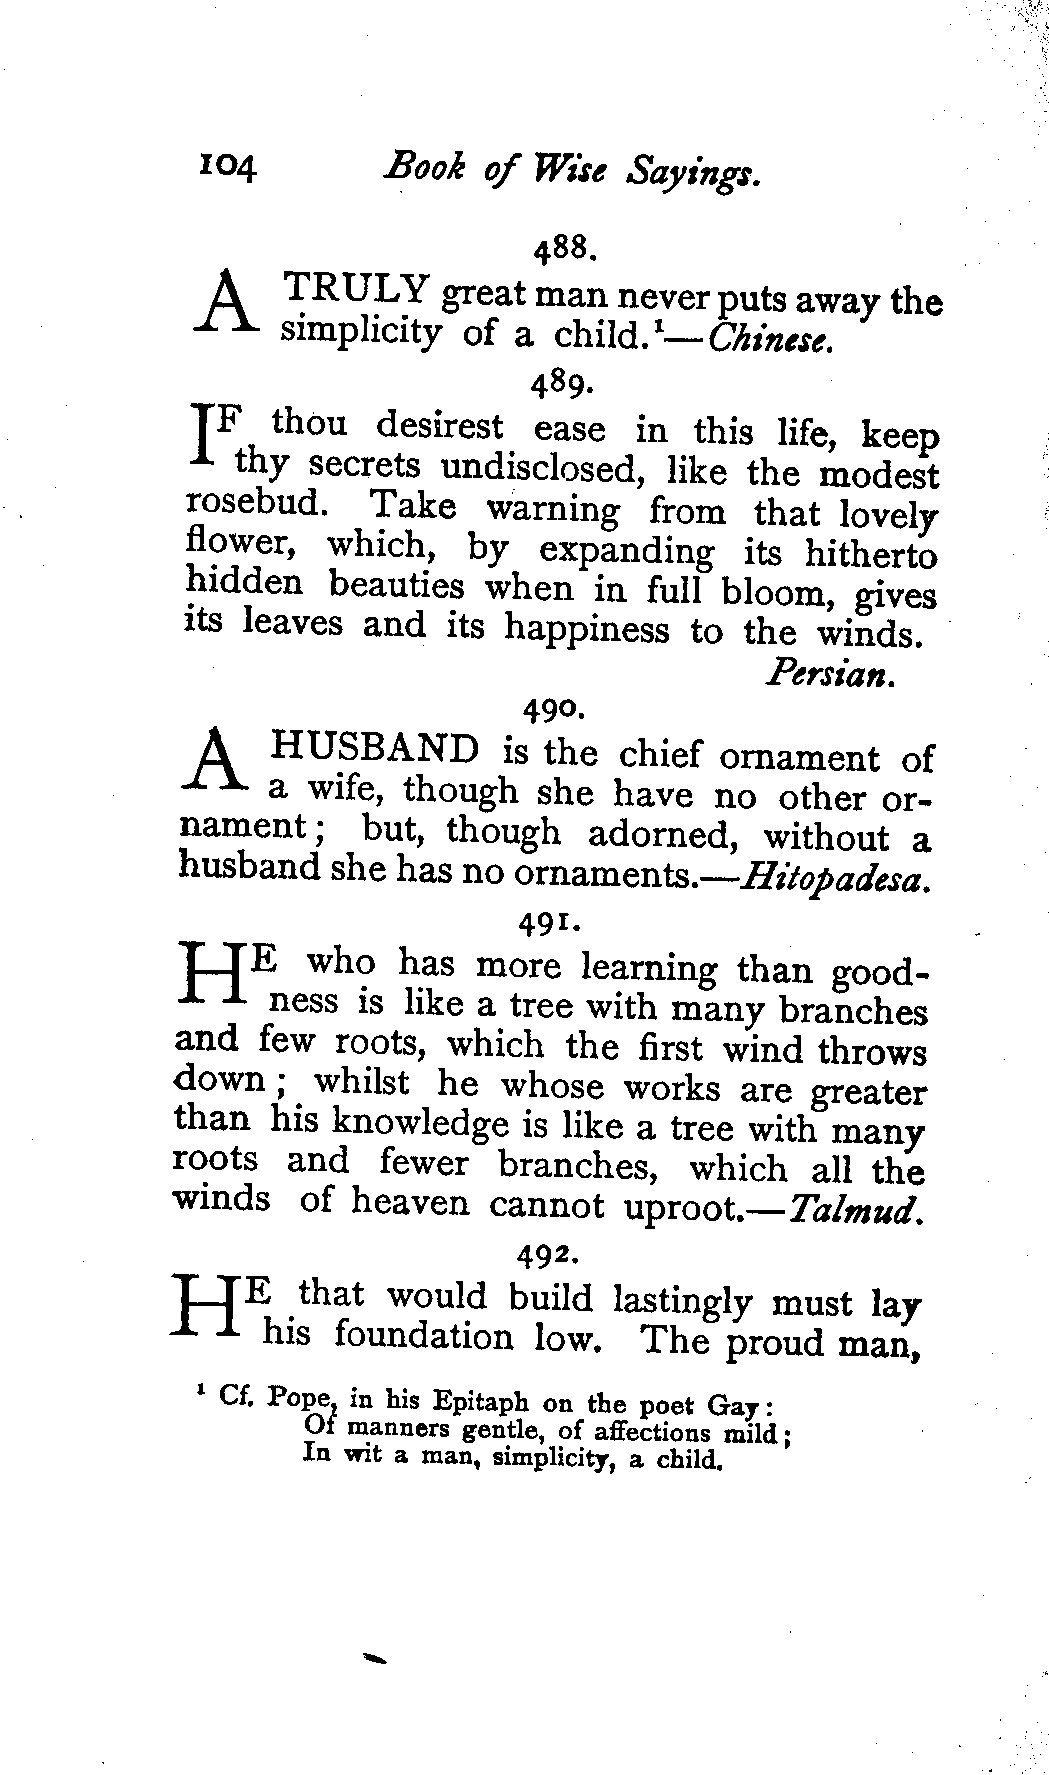 104 Book of Wise Sayings.
488.
A TRULY great man never puts away the
simplicity of a child.¹—Chinese.
489.
IF thou desirest ease in this life, keep
thy secrets undisclosed, like the modest
rosebud. Take warning from that lovely
flower, which, by expanding its hitherto
hidden beauties when in full bloom, gives
its leaves and its happiness to the winds.
Persian.
490.
A HUSBAND is the chief ornament of
a wife, though she have no other or-
nament; but, though adorned, without a
husband she has no ornaments.—Hitopadesa.
491.
HE who has more learning than good-
ness is like a tree with many branches
and few roots, which the first wind throws
down; whilst he whose works are greater
than his knowledge is like a tree with many
roots and fewer branches, which all the
winds of heaven cannot uproot.—Talmud.
492.
HE that would build lastingly must lay
his foundation low. The proud man,
¹ Cf. Pope, in his Epitaph on the poet Gay:
Of manners gentle, of affections mild;
In wit a man, simplicity, a child.